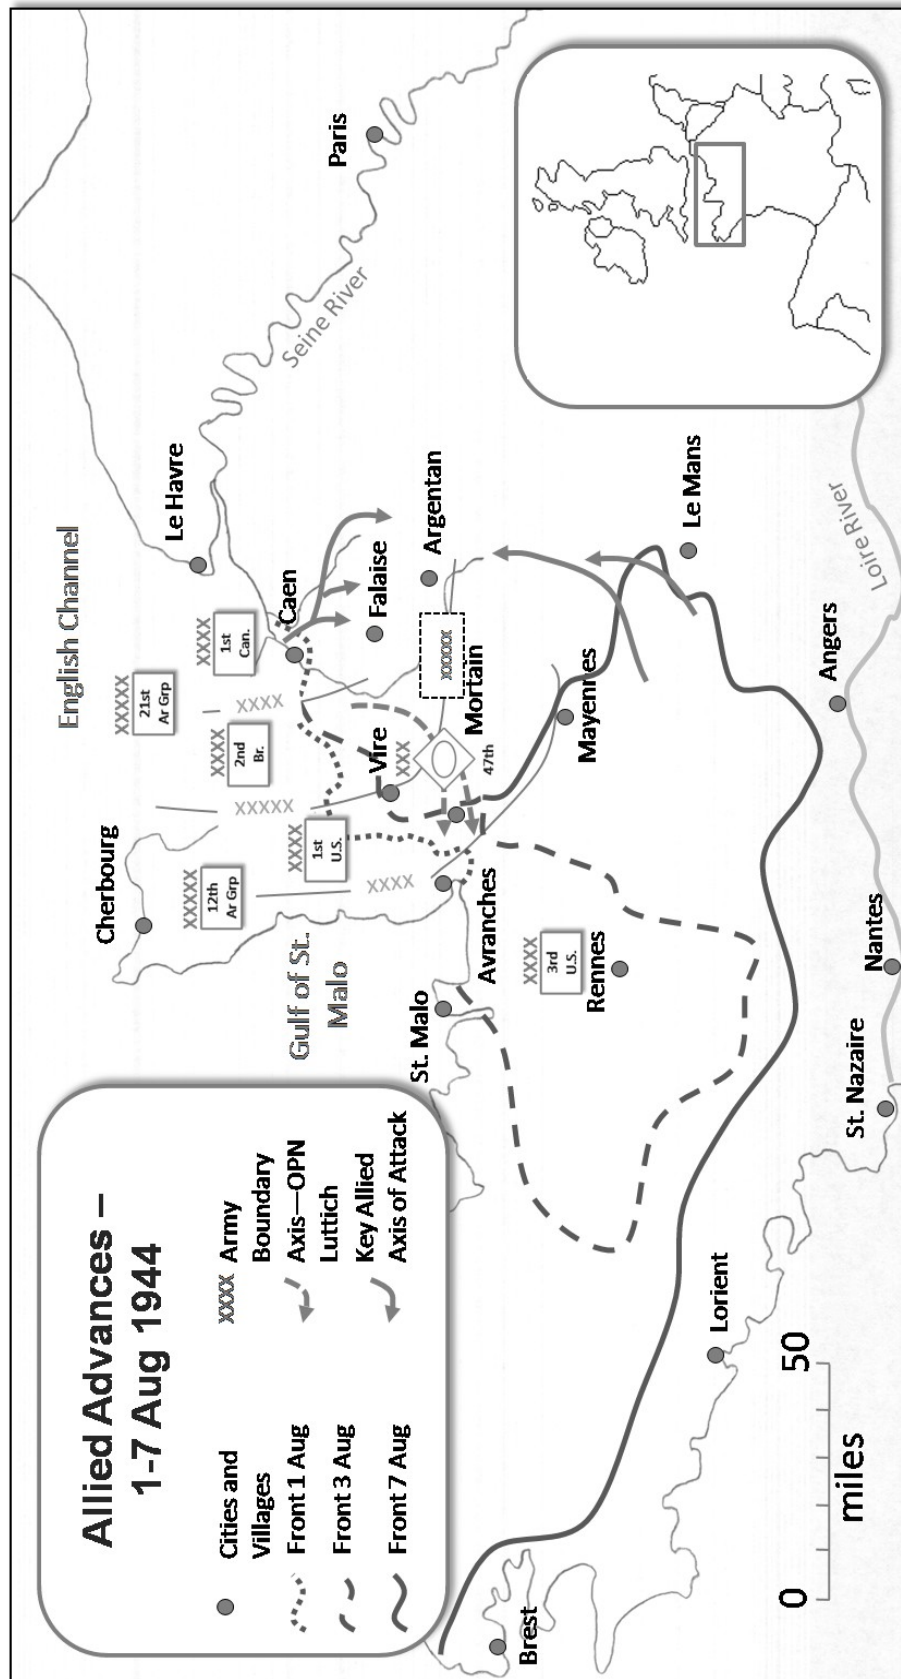 Allied Advances –
1-7 Aug 1944
Cities and
Villages
Front 1 Aug
Front 3 Aug
Front 7 Aug
XXXX Army
Boundary
Axis—OPN
Luttich
Key Allied
Axis of Attack
English Channel
Gulf of St.
Malo
Cherbourg
Le Havre
Seine River
Paris
XXXXX
21st
Ar Grp
XXXXX
12th
Ar Grp
XXXX
1st
Can.
XXXX
2nd
Br.
XXXX
1st
U.S.
XXXX
3rd
U.S.
XXXX
XXXXX
XXXX
Caen
Falaise
Argentan
Vire
XXX
47th
Mortain
XXXXX
Avranches
St. Malo
Rennes
Mayennes
Le Mans
Angers
Loire River
Nantes
St. Nazaire
Lorient
Brest
0
50
miles